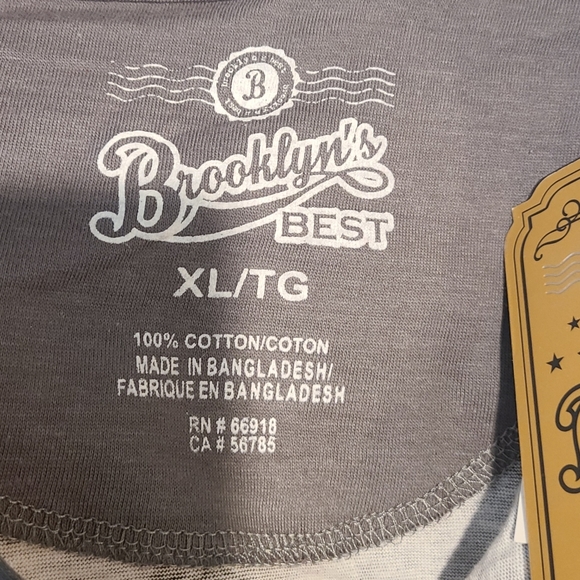 B
Brooklyn's
BEST
XL/TG
100% COTTON/COTON
MADE IN BANGLADESH/
FABRIQUE EN BANGLADESH
RN # 66918
CA # 56785